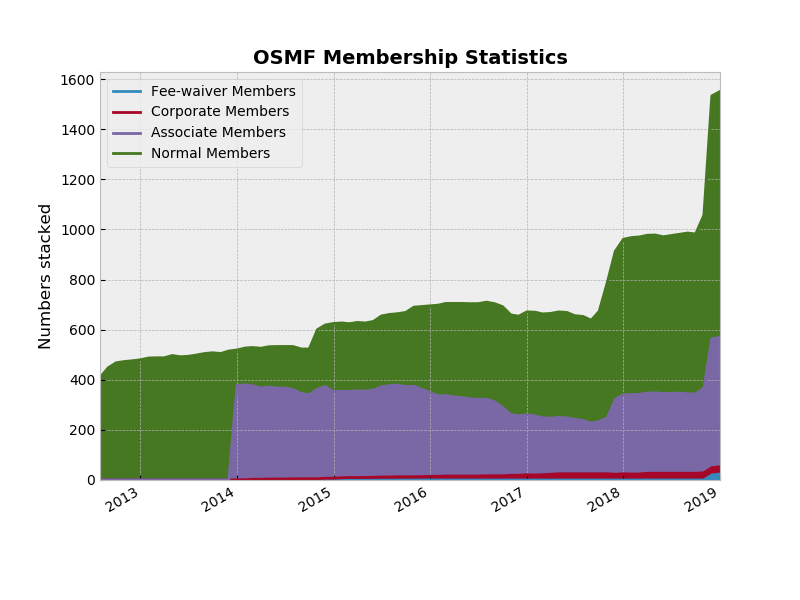 OSMF Membership Statistics
Numbers stacked
1600
1400
1200
1000
800
600
400
200
0
Fee-waiver Members
Corporate Members
Associate Members
Normal Members
2013
2014
2015
2016
2017
2018
2019